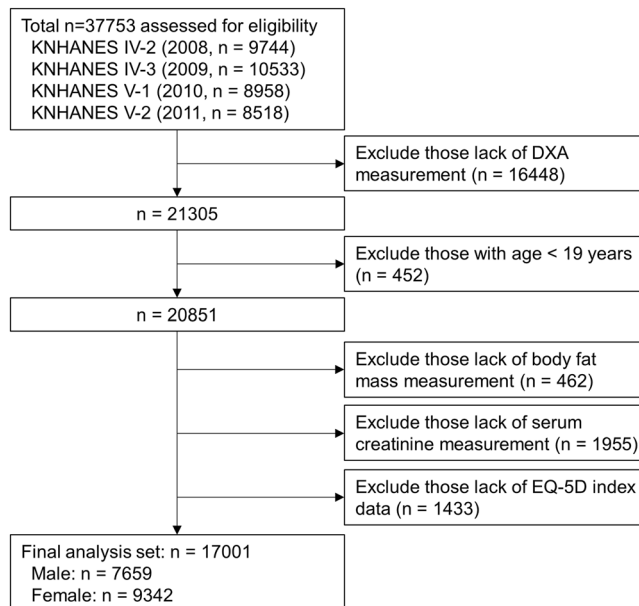 Total n=37753 assessed for eligibility
KNHANES IV-2 (2008, n = 9744)
KNHANES IV-3 (2009, n = 10533)
KNHANES V-1 (2010, n = 8958)
KNHANES V-2 (2011, n = 8518)
Exclude those lack of DXA
measurement (n = 16448)
n = 21305
Exclude those with age < 19 years
(n = 452)
n = 20851
Exclude those lack of body fat
mass measurement (n = 462)
Exclude those lack of serum
creatinine measurement (n = 1955)
Exclude those lack of EQ-5D index
data (n = 1433)
Final analysis set: n = 17001
Male: n = 7659
Female: n = 9342